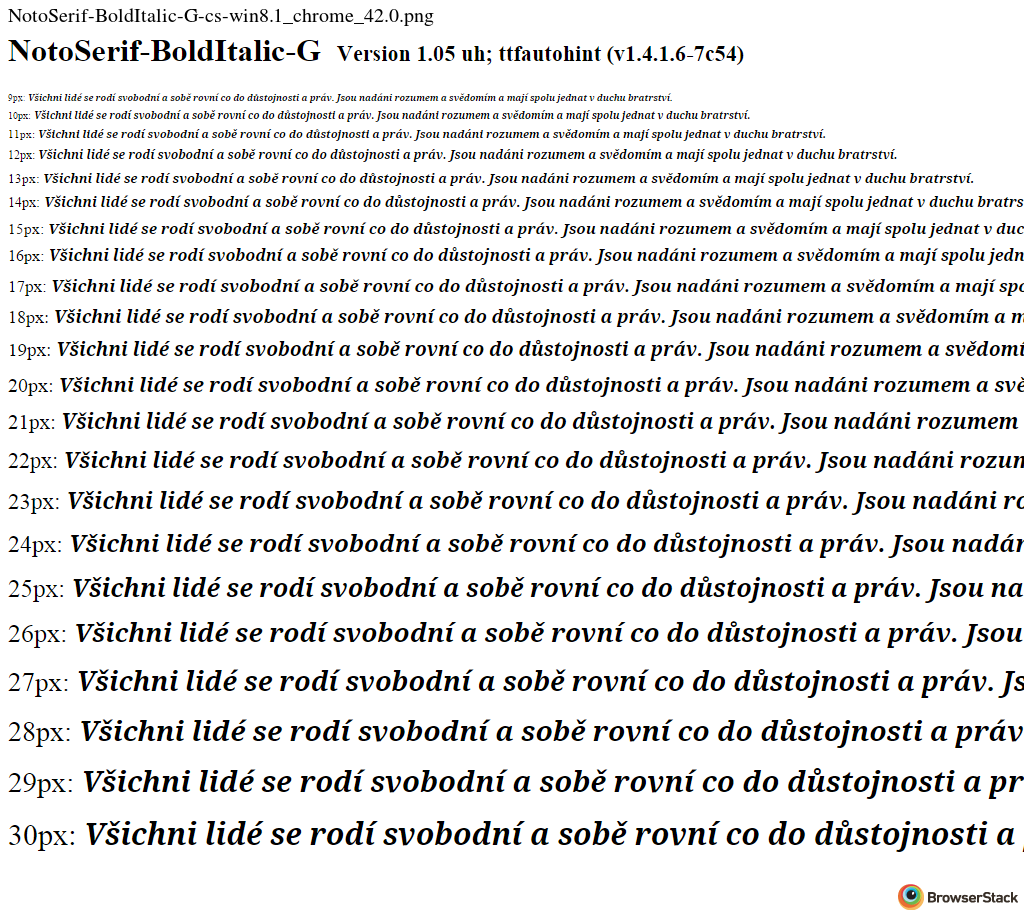 NotoSerif-BoldItalic-G-cs-win8.1_chrome_42.0.png
NotoSerif-BoldItalic-G Version 1.05 uh; ttfautohint (v1.4.1.6-7c54)
9px: Všichni lidé se rodí svobodní a sobě rovní co do důstojnosti a práv. Jsou nadáni rozumem a svědomím a mají spolu jednat v duchu bratrství.
10px: Všichni lidé se rodí svobodní a sobě rovní co do důstojnosti a práv. Jsou nadáni rozumem a svědomím a mají spolu jednat v duchu bratrství.
11px: Všichni lidé se rodí svobodní a sobě rovní co do důstojnosti a práv. Jsou nadáni rozumem a svědomím a mají spolu jednat v duchu bratrství.
12px: Všichni lidé se rodí svobodní a sobě rovní co do důstojnosti a práv. Jsou nadáni rozumem a svědomím a mají spolu jednat v duchu bratrství.
13px: Všichni lidé se rodí svobodní a sobě rovní co do důstojnosti a práv. Jsou nadáni rozumem a svědomím a mají spolu jednat v duchu bratrství.
14px: Všichni lidé se rodí svobodní a sobě rovní co do důstojnosti a práv. Jsou nadáni rozumem a svědomím a mají spolu jednat v duchu bratrs
15px: Všichni lidé se rodí svobodní a sobě rovní co do důstojnosti a práv. Jsou nadáni rozumem a svědomím a mají spolu jednat v duc
16px: Všichni lidé se rodí svobodní a sobě rovní co do důstojnosti a práv. Jsou nadáni rozumem a svědomím a mají spolu jedn
17px: Všichni lidé se rodí svobodní a sobě rovní co do důstojnosti a práv. Jsou nadáni rozumem a svědomím a mají spo
18px: Všichni lidé se rodí svobodní a sobě rovní co do důstojnosti a práv. Jsou nadáni rozumem a svědomím a m
19px: Všichni lidé se rodí svobodní a sobě rovní co do důstojnosti a práv. Jsou nadáni rozumem a svědomí
20px: Všichni lidé se rodí svobodní a sobě rovní co do důstojnosti a práv. Jsou nadáni rozumem a svě
21px: Všichni lidé se rodí svobodní a sobě rovní co do důstojnosti a práv. Jsou nadáni rozumem
22px: Všichni lidé se rodí svobodní a sobě rovní co do důstojnosti a práv. Jsou nadáni rozum
23px: Všichni lidé se rodí svobodní a sobě rovní co do důstojnosti a práv. Jsou nadáni ro
24px: Všichni lidé se rodí svobodní a sobě rovní co do důstojnosti a práv. Jsou nadán
25px: Všichni lidé se rodí svobodní a sobě rovní co do důstojnosti a práv. Jsou na
26px: Všichni lidé se rodí svobodní a sobě rovní co do důstojnosti a práv. Jsou
27px: Všichni lidé se rodí svobodní a sobě rovní co do důstojnosti a práv. Js
28px: Všichni lidé se rodí svobodní a sobě rovní co do důstojnosti a práv
29px: Všichni lidé se rodí svobodní a sobě rovní co do důstojnosti a pr
30px: Všichni lidé se rodí svobodní a sobě rovní co do důstojnosti a
BrowserStack